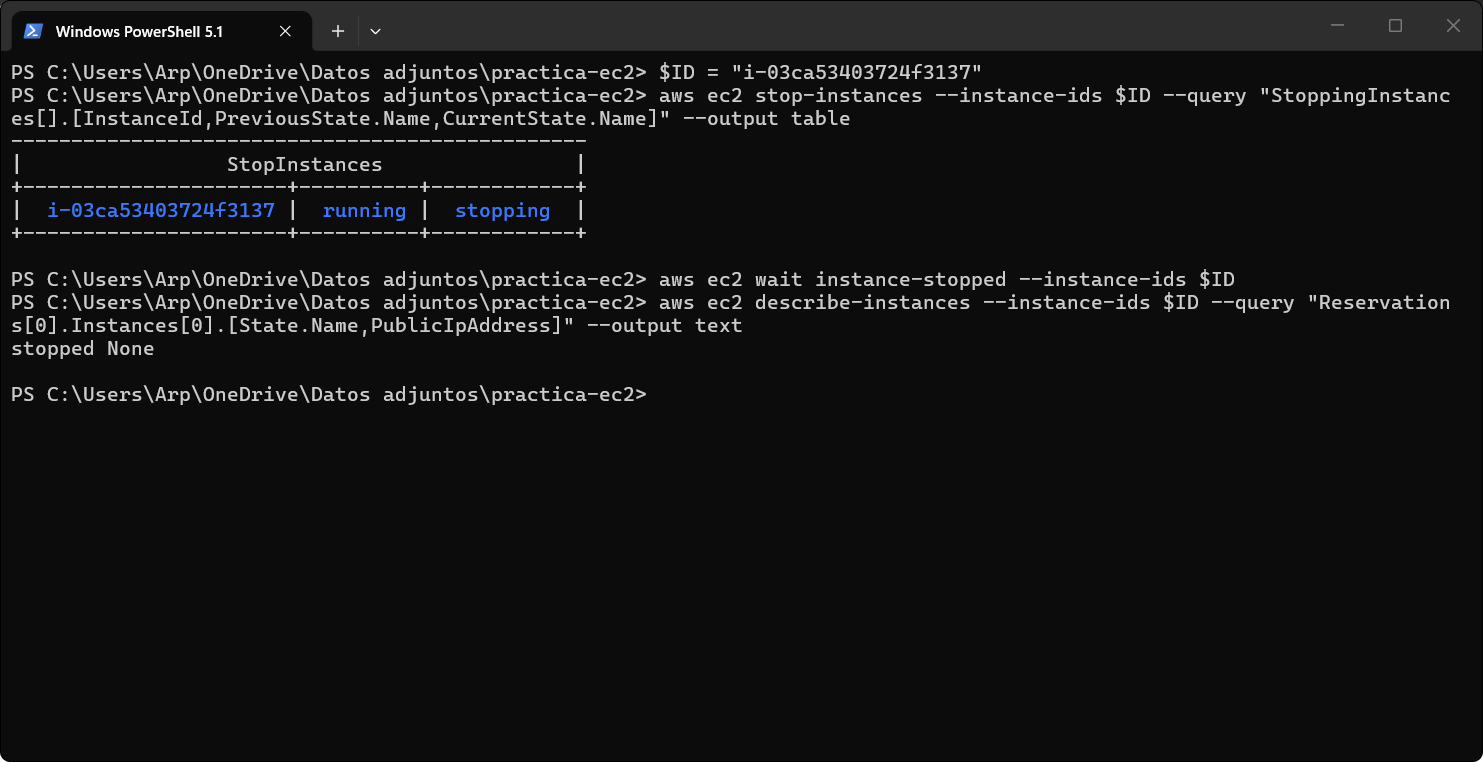 Windows PowerShell 5.1
PS C:\Users\Arp\OneDrive\Datos adjuntos\practica-ec2> $ID = "i-03ca53403724f3137"
PS C:\Users\Arp\OneDrive\Datos adjuntos\practica-ec2> aws ec2 stop-instances --instance-ids $ID --query "StoppingInstanc
es[].[InstanceId,PreviousState.Name,CurrentState.Name]" --output table
------------------------------------------------
|                 StopInstances                |
+----------------------+----------+------------+
|  i-03ca53403724f3137 |  running |  stopping  |
+----------------------+----------+------------+
PS C:\Users\Arp\OneDrive\Datos adjuntos\practica-ec2> aws ec2 wait instance-stopped --instance-ids $ID
PS C:\Users\Arp\OneDrive\Datos adjuntos\practica-ec2> aws ec2 describe-instances --instance-ids $ID --query "Reservation
s[0].Instances[0].[State.Name,PublicIpAddress]" --output text
stopped None
PS C:\Users\Arp\OneDrive\Datos adjuntos\practica-ec2>